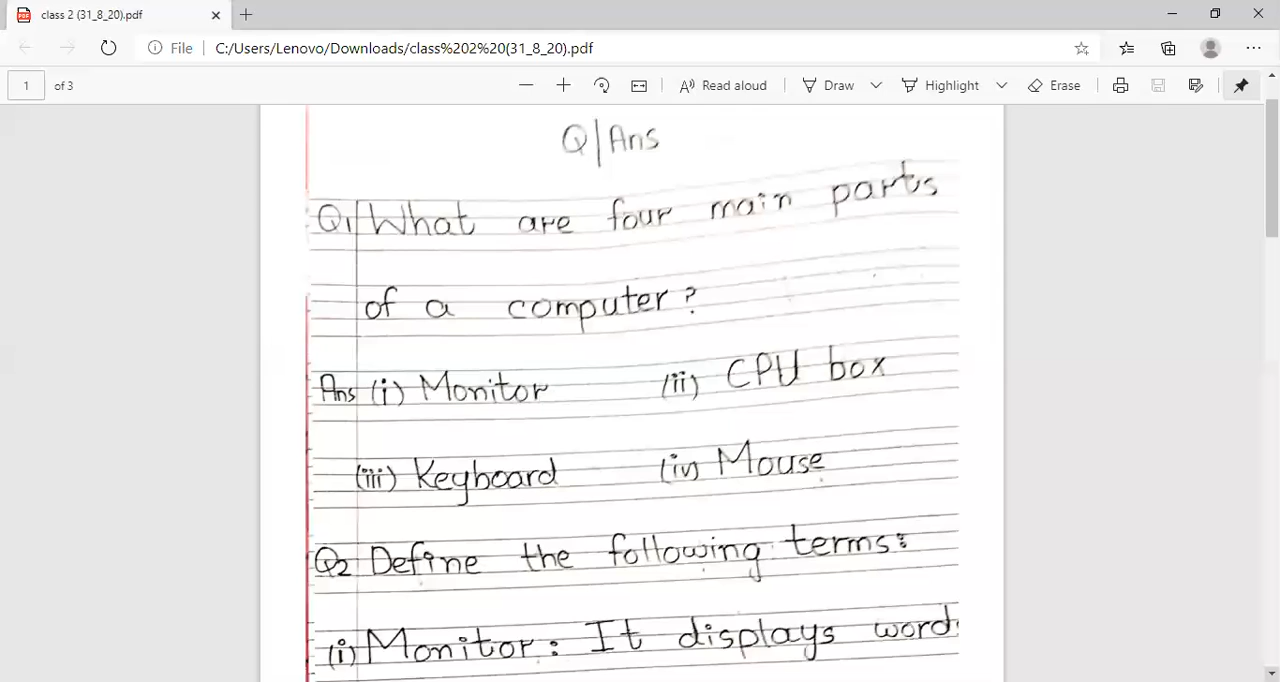 class 2 (31_8_20).pdf
File C:/Users/Lenovo/Downloads/class%202%20(31_8_20).pdf
1 of 3 Read aloud Draw Highlight Erase
Q/Ans
Q1 What are four main parts
of a computer?
Ans (i) Monitor (ii) CPU box
(iii) Keyboard (iv) Mouse
Q2 Define the following terms:
(i) Monitor: It displays word